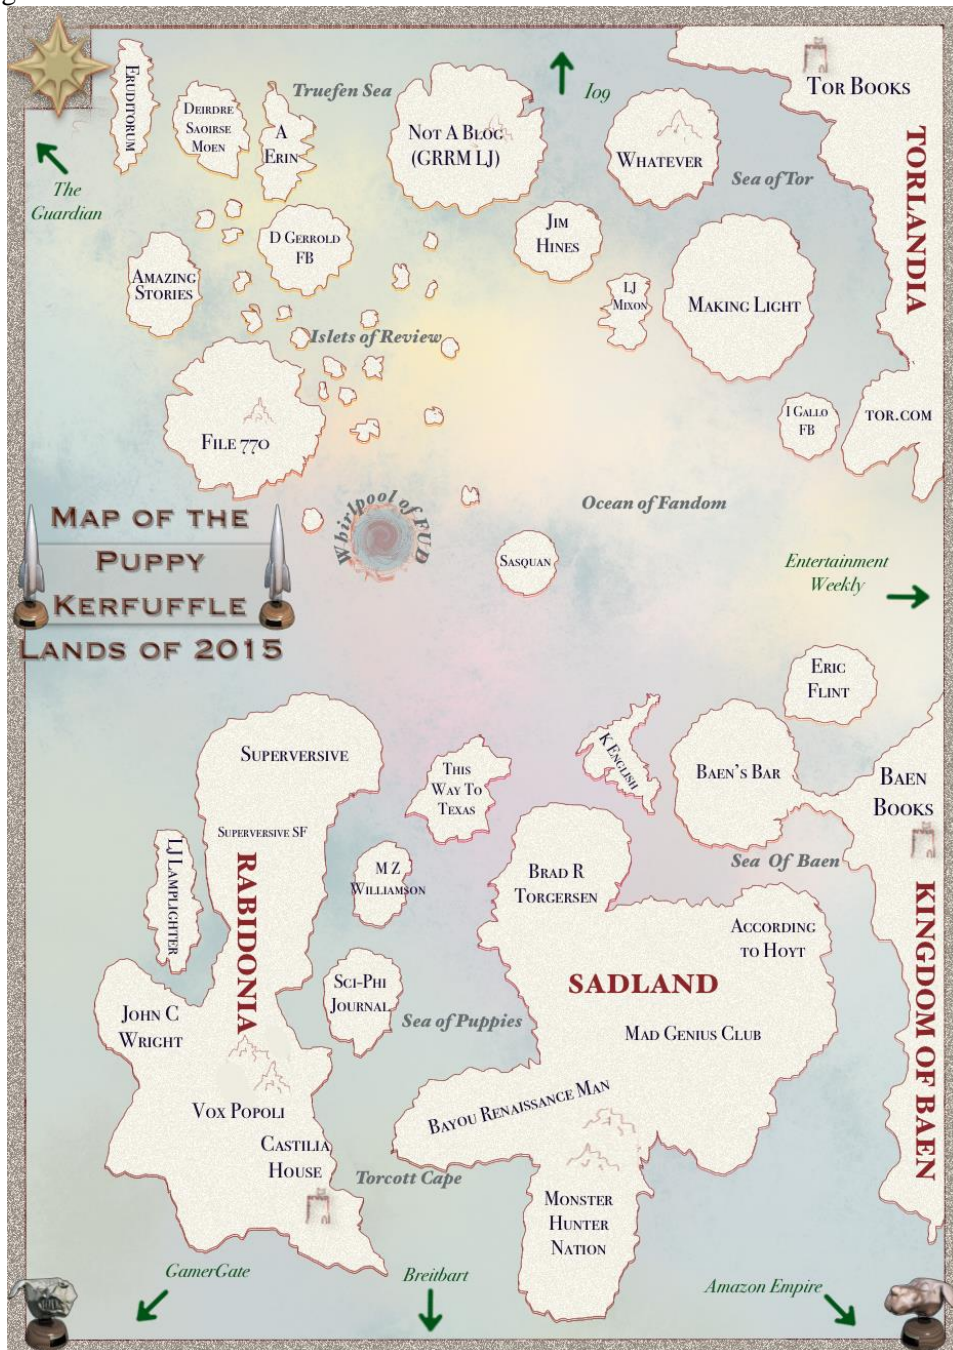 Truefen Sea
Io9
Tor Books
Eruditorum
Deirdre
Saoirse
Moen
A
Erin
Not A Blog
(GRRM LJ)
Whatever
Sea of Tor
TORLANDIA
The
Guardian
D Gerrold
FB
Jim
Hines
Amazing
Stories
LJ
Mixon
Making Light
Islets of Review
I Gallo
FB
tor.com
File 770
Whirlpool of FUD
Ocean of Fandom
Map of the
Puppy
Kerfuffle
Lands of 2015
Sasquan
Entertainment
Weekly
Eric
Flint
Superversive
K English
This
Way To
Texas
Baen's Bar
Baen
Books
Superversive SF
LJ Lamplighter
RABIDONIA
M Z
Williamson
Brad R
Torgersen
Sea Of Baen
According
to Hoyt
KINGDOM OF BAEN
Sci-Phi
Journal
SADLAND
John C
Wright
Sea of Puppies
Mad Genius Club
Vox Popoli
Bayou Renaissance Man
Castilia
House
Torcott Cape
Monster
Hunter
Nation
GamerGate
Breitbart
Amazon Empire